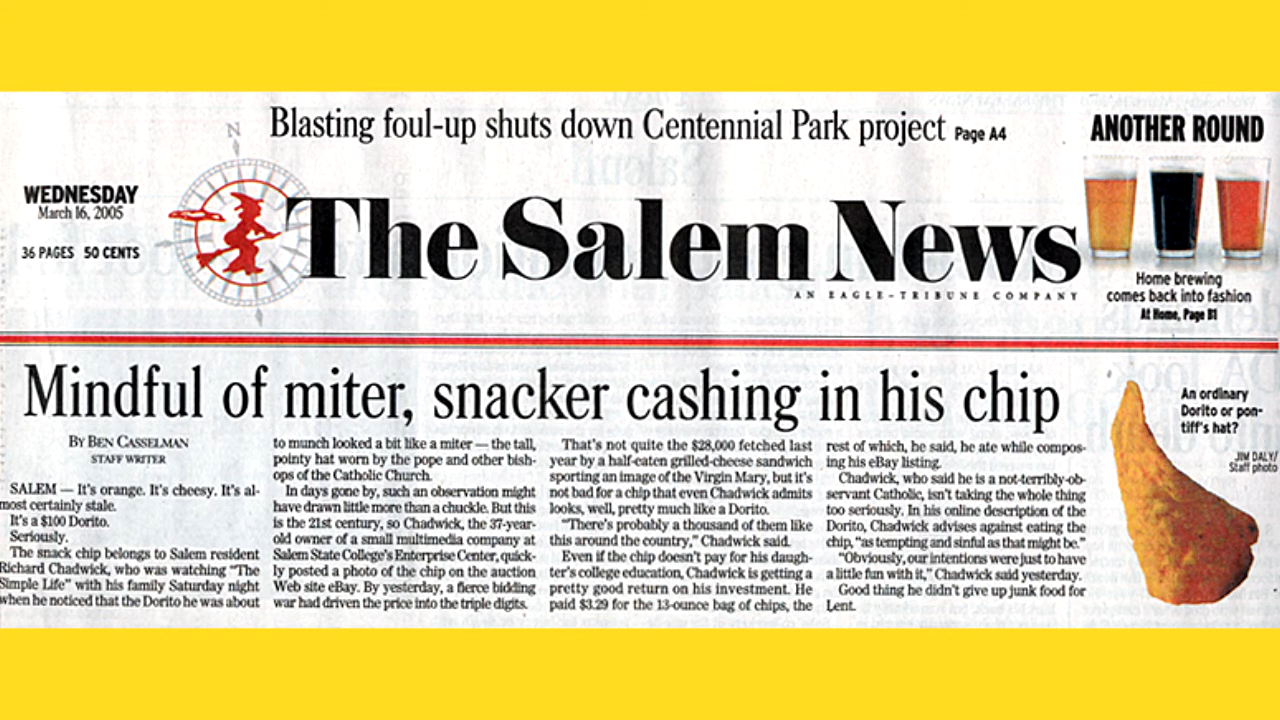 Blasting foul-up shuts down Centennial Park project Page A4
WEDNESDAY
March 16, 2005
36 PAGES 50 CENTS
N
The Salem News
AN EAGLE-TRIBUNE COMPANY
ANOTHER ROUND
Home brewing
comes back into fashion
At Home, Page B1
Mindful of miter, snacker cashing in his chip
BY BEN CASSELMAN
STAFF WRITER
SALEM — It's orange. It's cheesy. It's al-
most certainly stale.
It's a $100 Dorito.
Seriously.
The snack chip belongs to Salem resident
Richard Chadwick, who was watching "The
Simple Life" with his family Saturday night
when he noticed that the Dorito he was about
to munch looked a bit like a miter — the tall,
pointy hat worn by the pope and other bish-
ops of the Catholic Church.
In days gone by, such an observation might
have drawn little more than a chuckle. But this
is the 21st century, so Chadwick, the 37-year-
old owner of a small multimedia company at
Salem State College's Enterprise Center, quick-
ly posted a photo of the chip on the auction
Web site eBay. By yesterday, a fierce bidding
war had driven the price into the triple digits.
That's not quite the $28,000 fetched last
year by a half-eaten grilled-cheese sandwich
sporting an image of the Virgin Mary, but it's
not bad for a chip that even Chadwick admits
looks, well, pretty much like a Dorito.
"There's probably a thousand of them like
this around the country," Chadwick said.
Even if the chip doesn't pay for his daugh-
ter's college education, Chadwick is getting a
pretty good return on his investment. He
paid $3.29 for the 13-ounce bag of chips, the
rest of which, he said, he ate while compos-
ing his eBay listing.
Chadwick, who said he is a not-terribly-ob-
servant Catholic, isn't taking the whole thing
too seriously. In his online description of the
Dorito, Chadwick advises against eating the
chip, "as tempting and sinful as that might be."
"Obviously, our intentions were just to have
a little fun with it," Chadwick said yesterday.
Good thing he didn't give up junk food for
Lent.
An ordinary
Dorito or pon-
tiff's hat?
JIM DALY/
Staff photo